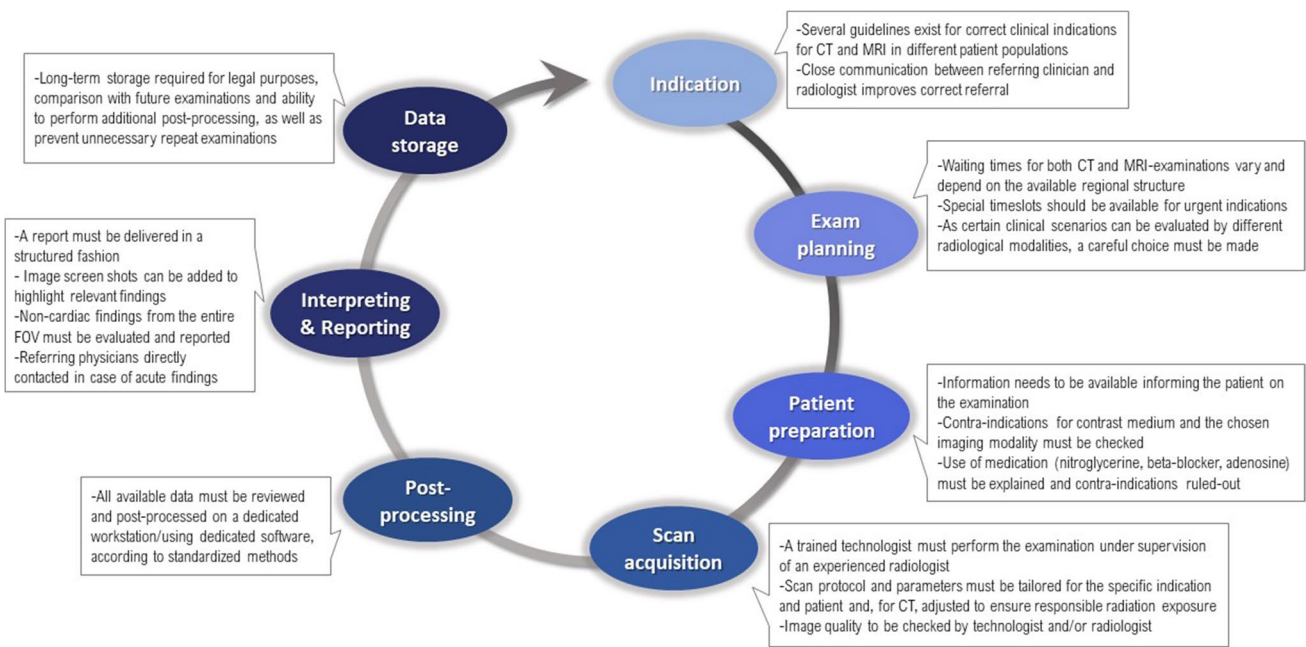 Indication
-Several guidelines exist for correct clinical indications
for CT and MRI in different patient populations
-Close communication between referring clinician and
radiologist improves correct referral
Exam
planning
-Waiting times for both CT and MRI-examinations vary and
depend on the available regional structure
-Special timeslots should be available for urgent indications
-As certain clinical scenarios can be evaluated by different
radiological modalities, a careful choice must be made
Patient
preparation
-Information needs to be available informing the patient on
the examination
-Contra-indications for contrast medium and the chosen
imaging modality must be checked
-Use of medication (nitroglycerine, beta-blocker, adenosine)
must be explained and contra-indications ruled-out
Scan
acquisition
-A trained technologist must perform the examination under supervision
of an experienced radiologist
-Scan protocol and parameters must be tailored for the specific indication
and patient and, for CT, adjusted to ensure responsible radiation exposure
-Image quality to be checked by technologist and/or radiologist
Post-
processing
-All available data must be reviewed
and post-processed on a dedicated
workstation/using dedicated software,
according to standardized methods
Interpreting
& Reporting
-A report must be delivered in a
structured fashion
- Image screen shots can be added to
highlight relevant findings
-Non-cardiac findings from the entire
FOV must be evaluated and reported
-Referring physicians directly
contacted in case of acute findings
Data
storage
-Long-term storage required for legal purposes,
comparison with future examinations and ability
to perform additional post-processing, as well as
prevent unnecessary repeat examinations